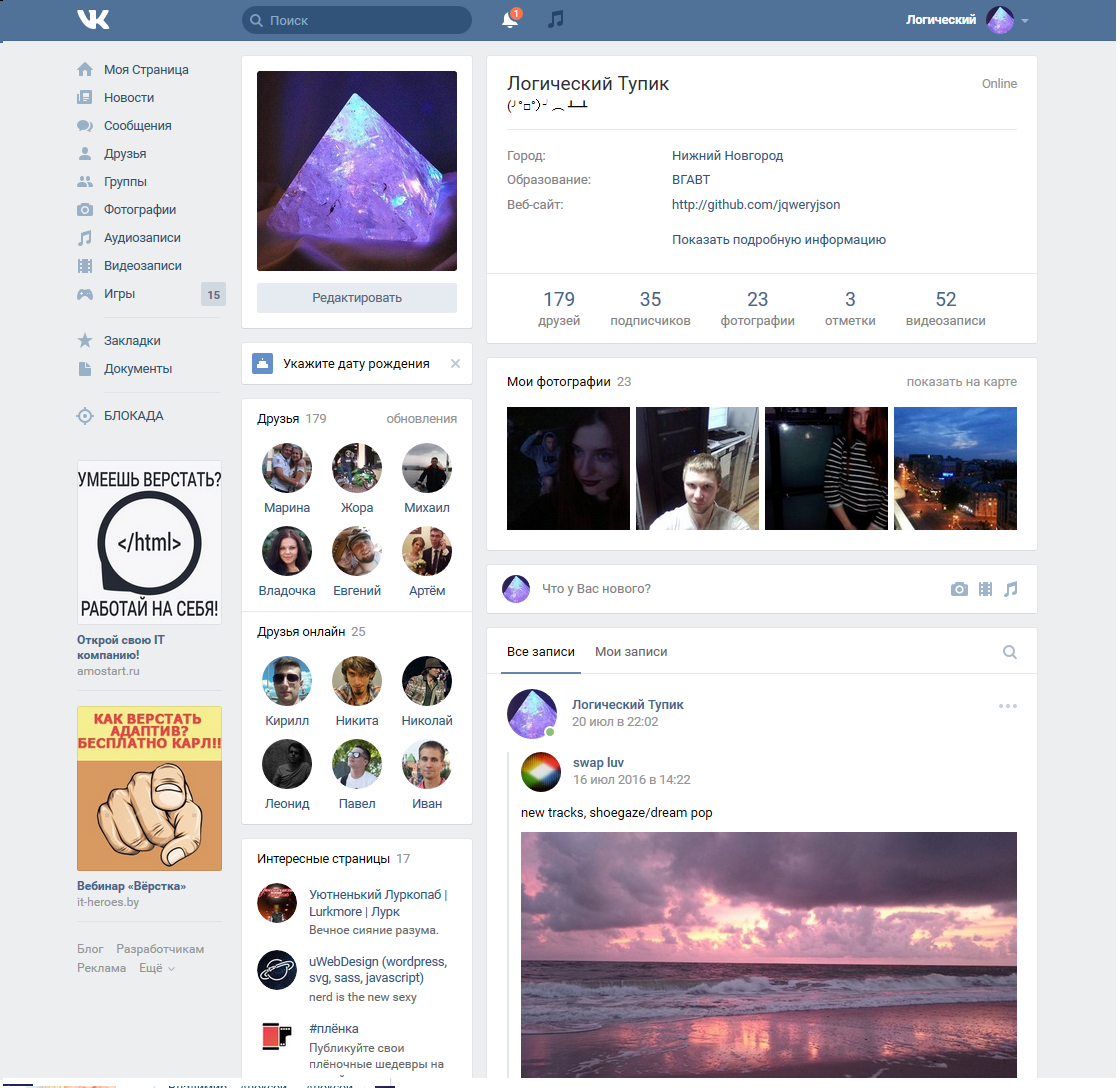 Поиск
1
Логический
Моя Страница
Новости
Сообщения
Друзья
Группы
Фотографии
Аудиозаписи
Видеозаписи
Игры
15
Закладки
Документы
БЛОКАДА
УМЕЕШЬ ВЕРСТАТЬ?
</html>
РАБОТАЙ НА СЕБЯ!
Открой свою IT
компанию!
amostart.ru
КАК ВЕРСТАТЬ
АДАПТИВ?
БЕСПЛАТНО КАРЛ!!
Вебинар «Вёрстка»
it-heroes.by
Блог Разработчикам
Реклама Ещё
Редактировать
Укажите дату рождения
Друзья 179 обновления
Марина Жора Михаил
Владочка Евгений Артём
Друзья онлайн 25
Кирилл Никита Николай
Леонид Павел Иван
Интересные страницы 17
Уютненький Луркопаб |
Lurkmore | Лурк
Вечное сияние разума.
uWebDesign (wordpress,
svg, sass, javascript)
nerd is the new sexy
#плёнка
Публикуйте свои
плёночные шедевры на
Логический Тупик
Online
(╯°□°)╯︵ ┻━┻
Город: Нижний Новгород
Образование: ВГАВТ
Веб-сайт: http://github.com/jqweryjson
Показать подробную информацию
179 35 23 3 52
друзей подписчиков фотографии отметки видеозаписи
Мои фотографии 23 показать на карте
Что у Вас нового?
Все записи Мои записи
Логический Тупик
20 июл в 22:02
swap luv
16 июл 2016 в 14:22
new tracks, shoegaze/dream pop